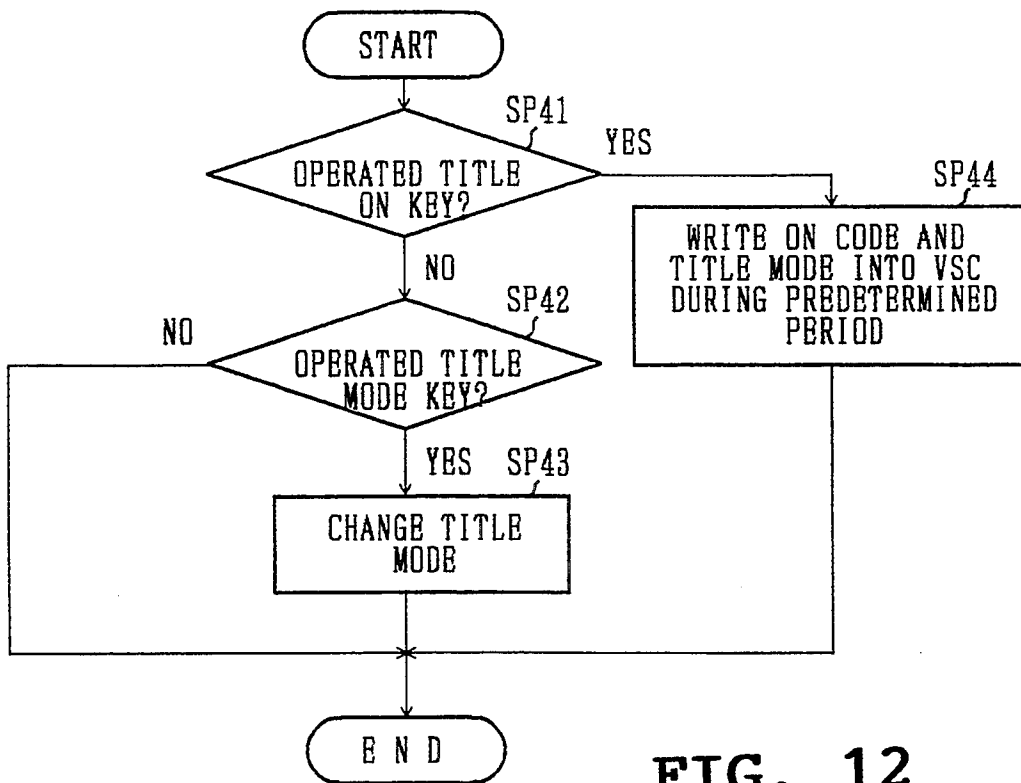 START
SP41
YES
OPERATED TITLE
ON KEY?
SP44
WRITE ON CODE AND
TITLE MODE INTO VSC
DURING PREDETERMINED
PERIOD
NO
SP42
NO
OPERATED TITLE
MODE KEY?
YES
SP43
CHANGE TITLE
MODE
END
FIG. 12